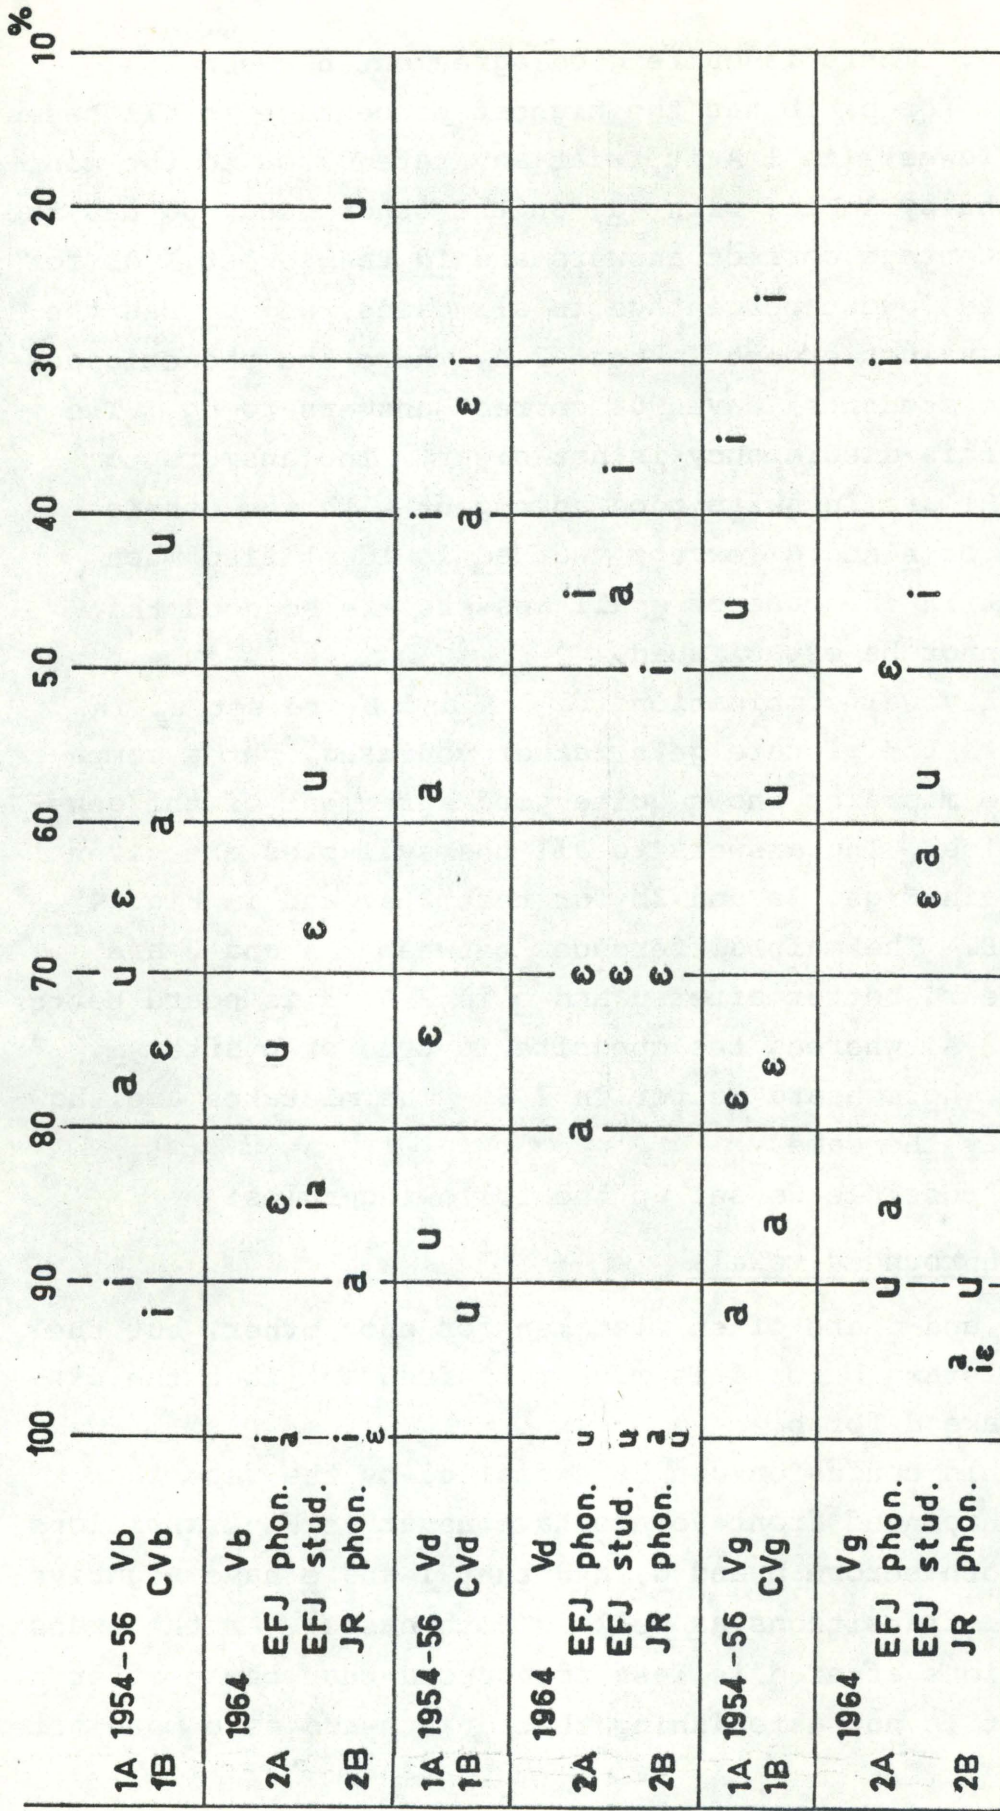 100 90 80 70 60 50 40 30 20 10 %
1A 1954-56 Vb i a u ɛ
1B CVb i ɛ a u
1964 Vb
2A EFJ phon. i a ɛ u
EFJ stud. i a ɛ u
2B JR phon. i ɛ a u
1A 1954-56 Vd u ɛ a i
1B CVd u a ɛ i
1964 Vd
2A EFJ phon. u a ɛ i
EFJ stud. u ɛ a i
2B JR phon. a u ɛ i
1A 1954-56 Vg a ɛ u i
1B CVg a ɛ u i
1964 Vg
2A EFJ phon. u a ɛ i
EFJ stud. ɛ a u i
2B JR phon. a i ɛ u